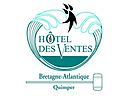 HÔTEL
DES VENTES
Bretagne-Atlantique
Quimper